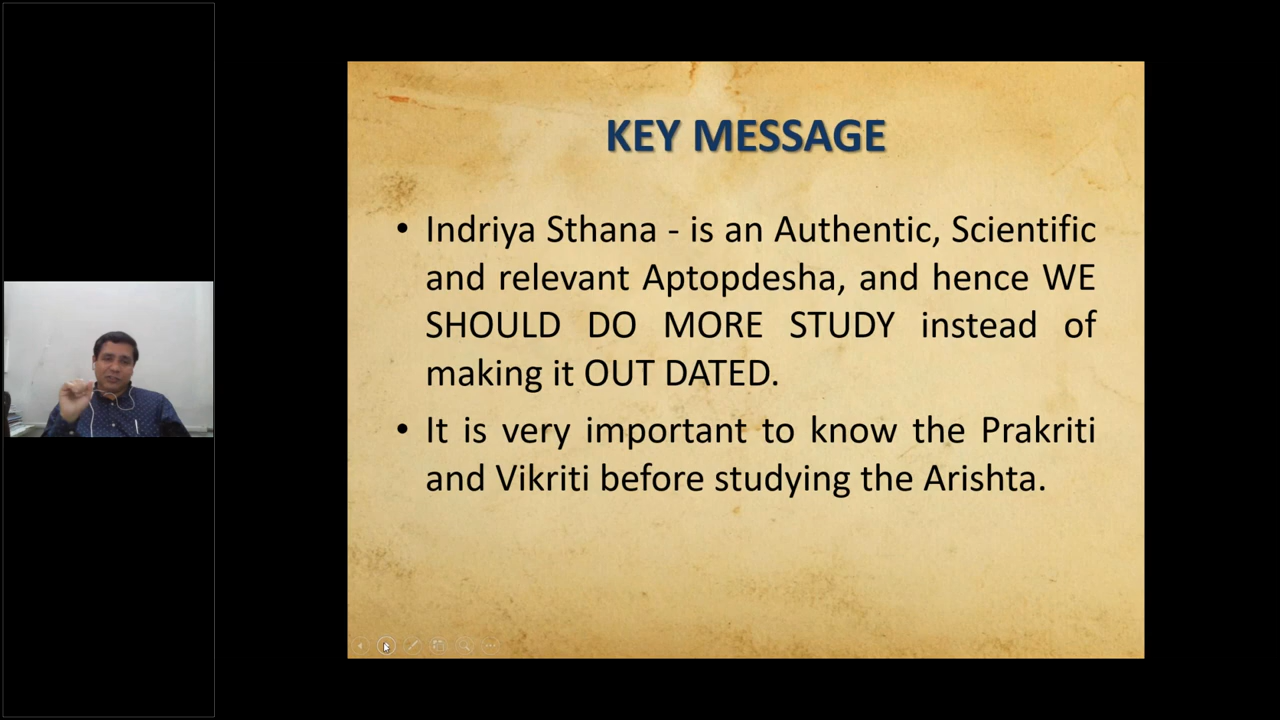 KEY MESSAGE
• Indriya Sthana - is an Authentic, Scientific
and relevant Aptopdesha, and hence WE
SHOULD DO MORE STUDY instead of
making it OUT DATED.
• It is very important to know the Prakriti
and Vikriti before studying the Arishta.